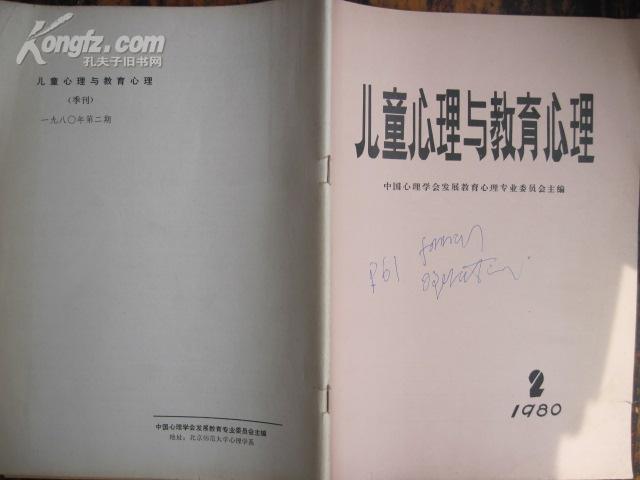 Kongfz.com
孔夫子旧书网
儿童心理与教育心理
（季刊）
一九八〇年第二期
中国心理学会发展教育专业委员会主编
地址：北京师范大学心理学系
儿童心理与教育心理
中国心理学会发展教育心理专业委员会主编
P61
2
1980